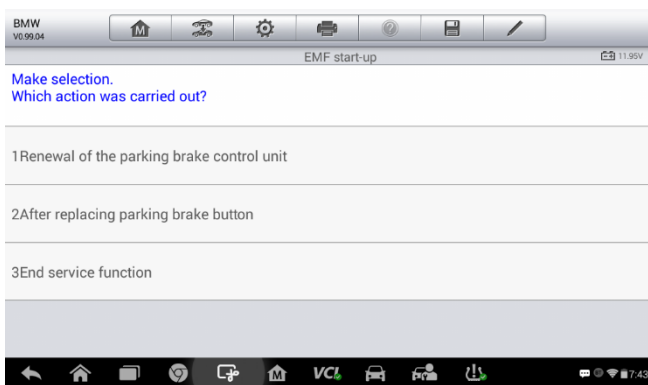 BMW
V0.99.04
EMF start-up
11.95V
Make selection.
Which action was carried out?
1Renewal of the parking brake control unit
2After replacing parking brake button
3End service function
VCI
7:43